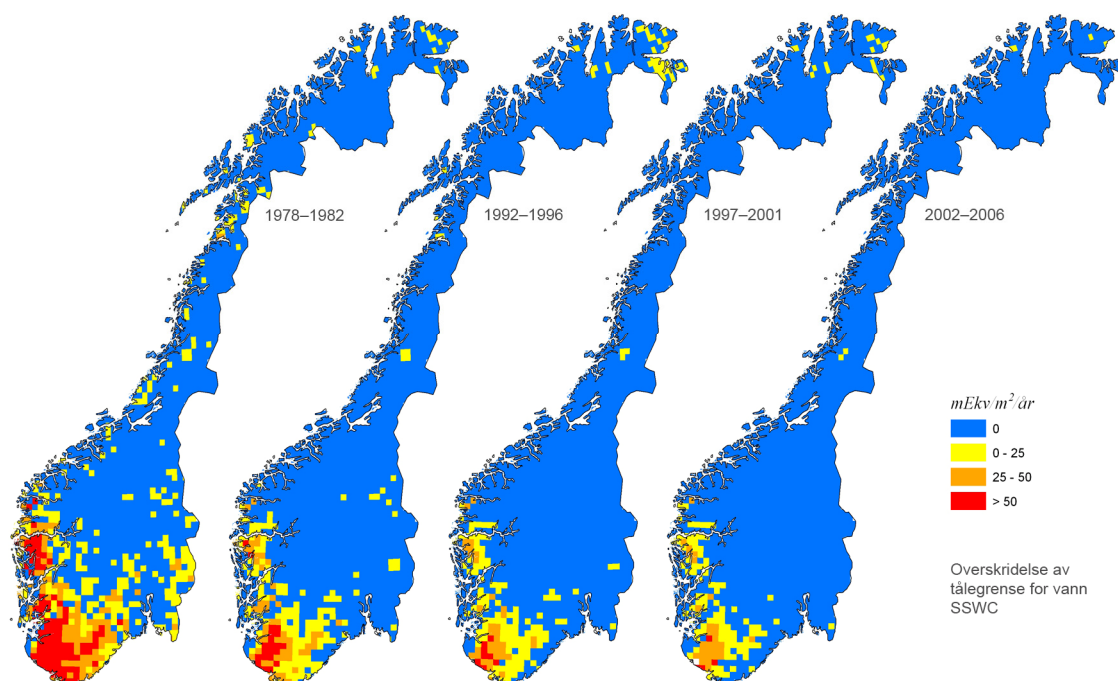 1978–1982
1992–1996
1997–2001
2002–2006
mEkv/m²/år
0
0 - 25
25 - 50
> 50
Overskridelse av
tålegrense for vann
SSWC